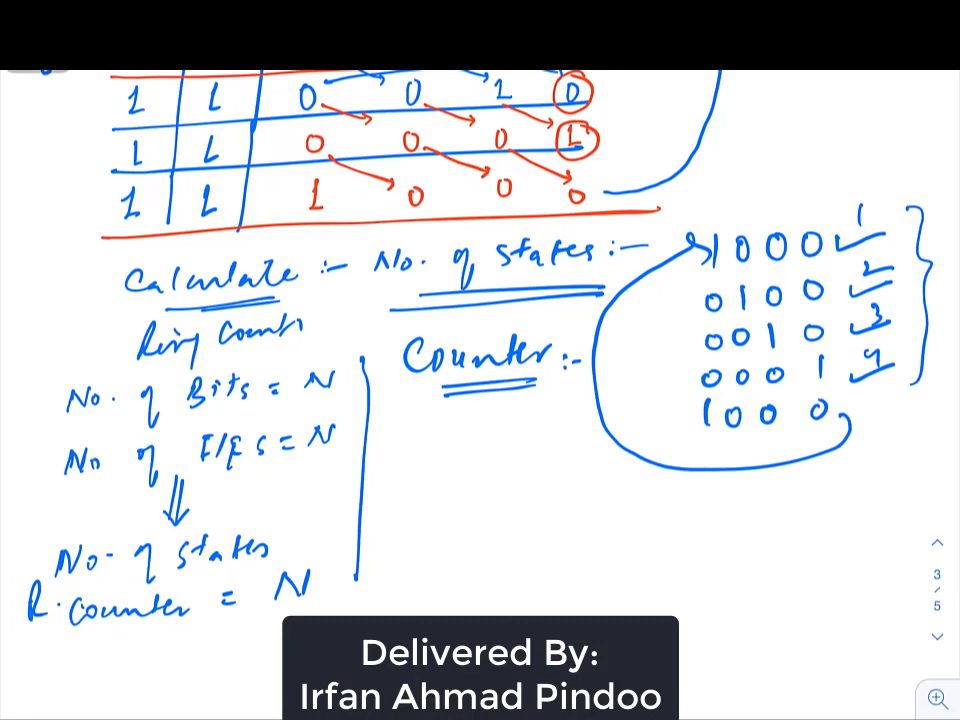 1 1 0 0 1 0
1 1 0 0 0 1
1 1 1 0 0 0
Calculate :- No. of states :-
Ring Countr
Counter :-
No. of Bits = N
No of F/Fs = N
⇓
No. of states
R. Counter = N
1 0 0 0 ✓ 1
0 1 0 0 ✓ 2
0 0 1 0 ✓ 3
0 0 0 1 ✓ 4
1 0 0 0
3
/
5
Delivered By:
Irfan Ahmad Pindoo